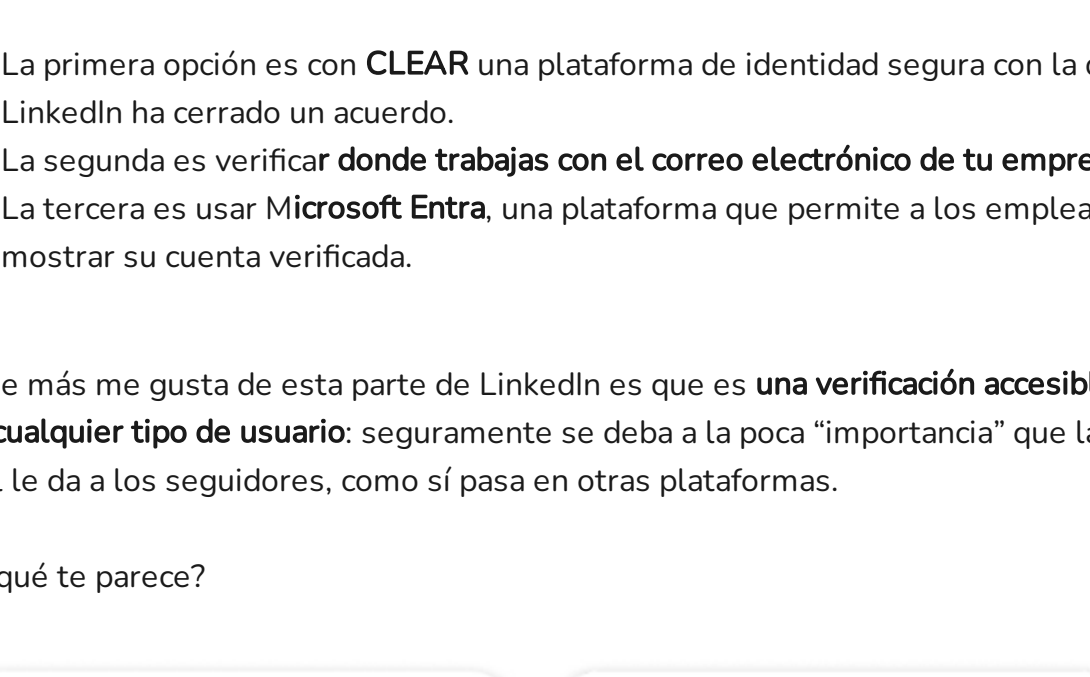 La primera opción es con CLEAR una plataforma de identidad segura con la
LinkedIn ha cerrado un acuerdo.
La segunda es verificar donde trabajas con el correo electrónico de tu
La tercera es usar Microsoft Entra, una plataforma que permite a los
mostrar su cuenta verificada.
más me gusta de esta parte de LinkedIn es que es una verificación
cualquier tipo de usuario: seguramente se deba a la poca “importancia” que
le da a los seguidores, como sí pasa en otras plataformas.
qué te parece?